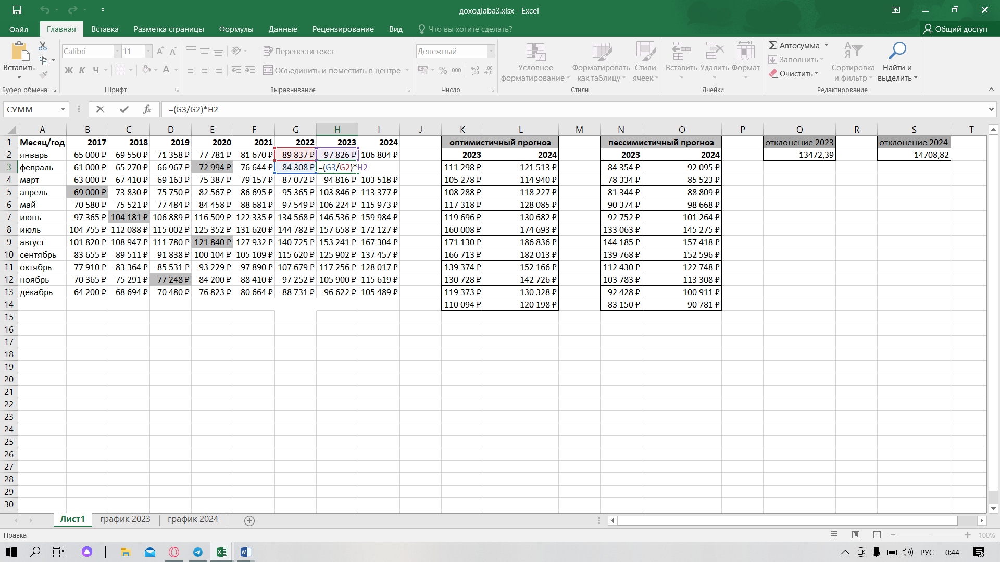 доходlaba3.xlsx - Excel
Файл Главная Вставка Разметка страницы Формулы Данные Рецензирование Вид Что вы хотите сделать? Общий доступ
Вставить
Буфер обмена
Calibri 11
Ж К Ч А
Шрифт
Перенести текст
Объединить и поместить в центре
Выравнивание
Денежный
% 000
Число
Условное форматирование
Форматировать как таблицу
Стили ячеек
Стили
Вставить Удалить Формат
Ячейки
Автосумма
Заполнить
Очистить
Сортировка и фильтр
Найти и выделить
Редактирование
СУММ fx =(G3/G2)*H2
A B C D E F G H I J K L M N O P Q R S T
1 Месяц/год 2017 2018 2019 2020 2021 2022 2023 2024 оптимистичный прогноз пессимистичный прогноз отклонение 2023 отклонение 2024
2 январь 65 000 ₽ 69 550 ₽ 71 358 ₽ 77 781 ₽ 81 670 ₽ 89 837 ₽ 97 826 ₽ 106 804 ₽ 2023 2024 2023 2024 13472,39 14708,82
3 февраль 61 000 ₽ 65 270 ₽ 66 967 ₽ 72 994 ₽ 76 644 ₽ 84 308 ₽ =(G3/G2)*H2 111 298 ₽ 121 513 ₽ 84 354 ₽ 92 095 ₽
4 март 63 000 ₽ 67 410 ₽ 69 163 ₽ 75 387 ₽ 79 157 ₽ 87 072 ₽ 94 816 ₽ 103 518 ₽ 105 278 ₽ 114 940 ₽ 78 334 ₽ 85 523 ₽
5 апрель 69 000 ₽ 73 830 ₽ 75 750 ₽ 82 567 ₽ 86 695 ₽ 95 365 ₽ 103 846 ₽ 113 377 ₽ 108 288 ₽ 118 227 ₽ 81 344 ₽ 88 809 ₽
6 май 70 580 ₽ 75 521 ₽ 77 484 ₽ 84 458 ₽ 88 681 ₽ 97 549 ₽ 106 224 ₽ 115 973 ₽ 117 318 ₽ 128 085 ₽ 90 374 ₽ 98 668 ₽
7 июнь 97 365 ₽ 104 181 ₽ 106 889 ₽ 116 509 ₽ 122 335 ₽ 134 568 ₽ 146 536 ₽ 159 984 ₽ 119 696 ₽ 130 682 ₽ 92 752 ₽ 101 264 ₽
8 июль 104 755 ₽ 112 088 ₽ 115 002 ₽ 125 352 ₽ 131 620 ₽ 144 782 ₽ 157 658 ₽ 172 127 ₽ 160 008 ₽ 174 693 ₽ 133 063 ₽ 145 275 ₽
9 август 101 820 ₽ 108 947 ₽ 111 780 ₽ 121 840 ₽ 127 932 ₽ 140 725 ₽ 153 241 ₽ 167 304 ₽ 171 130 ₽ 186 836 ₽ 144 185 ₽ 157 418 ₽
10 сентябрь 83 655 ₽ 89 511 ₽ 91 838 ₽ 100 104 ₽ 105 109 ₽ 115 620 ₽ 125 902 ₽ 137 457 ₽ 166 713 ₽ 182 013 ₽ 139 768 ₽ 152 596 ₽
11 октябрь 77 910 ₽ 83 364 ₽ 85 531 ₽ 93 229 ₽ 97 890 ₽ 107 679 ₽ 117 256 ₽ 128 017 ₽ 139 374 ₽ 152 166 ₽ 112 430 ₽ 122 748 ₽
12 ноябрь 70 365 ₽ 75 291 ₽ 77 248 ₽ 84 200 ₽ 88 410 ₽ 97 252 ₽ 105 900 ₽ 115 619 ₽ 130 728 ₽ 142 726 ₽ 103 783 ₽ 113 308 ₽
13 декабрь 64 200 ₽ 68 694 ₽ 70 480 ₽ 76 823 ₽ 80 664 ₽ 88 731 ₽ 96 622 ₽ 105 489 ₽ 119 373 ₽ 130 328 ₽ 92 428 ₽ 100 911 ₽
14 110 094 ₽ 120 198 ₽ 83 150 ₽ 90 781 ₽
15
16
17
18
19
20
21
22
23
24
25
26
27
28
29
30
Лист1 график 2023 график 2024
Правка 100%
РУС 0:44